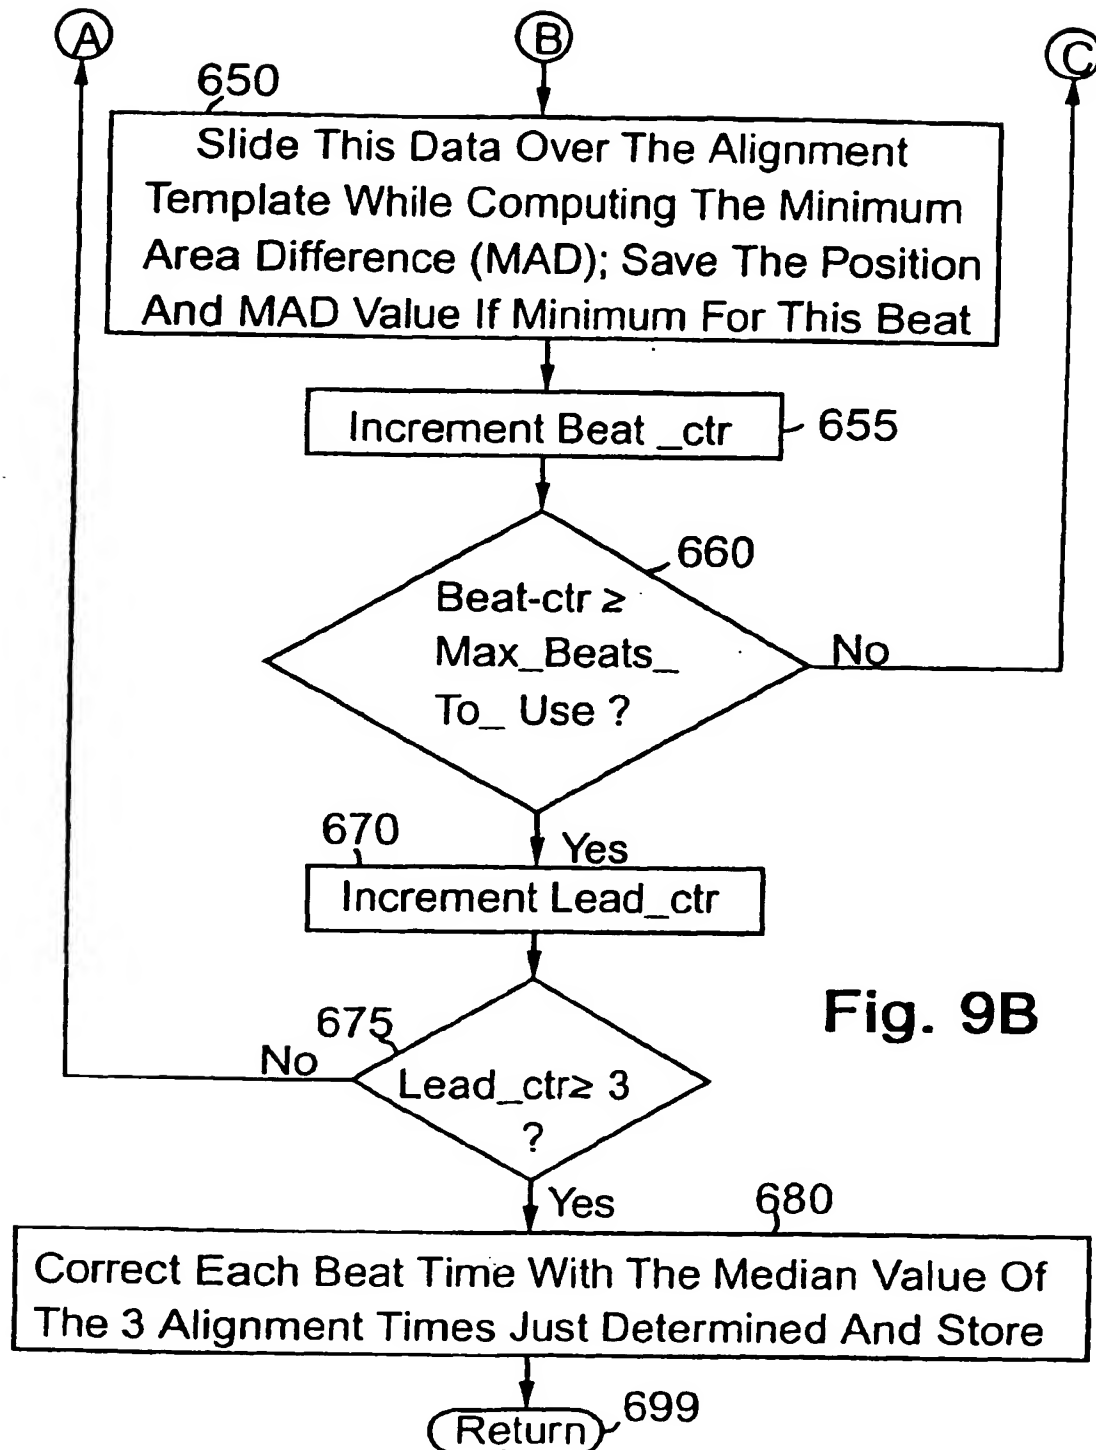 A
B
C
650
Slide This Data Over The Alignment
Template While Computing The Minimum
Area Difference (MAD); Save The Position
And MAD Value If Minimum For This Beat
Increment Beat _ctr
655
660
Beat-ctr ≥
Max_Beats_
To_ Use ?
No
Yes
670
Increment Lead_ctr
675
No
Lead_ctr≥ 3
?
Fig. 9B
Yes
680
Correct Each Beat Time With The Median Value Of
The 3 Alignment Times Just Determined And Store
Return
699